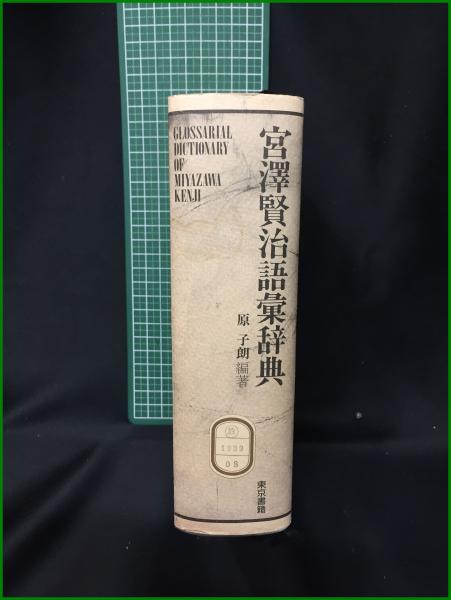 GLOSSARIAL
DICTIONARY
OF
MIYAZAWA
KENJI
宮澤賢治語彙辞典
原 子朗 編著
1989
08
東京書籍